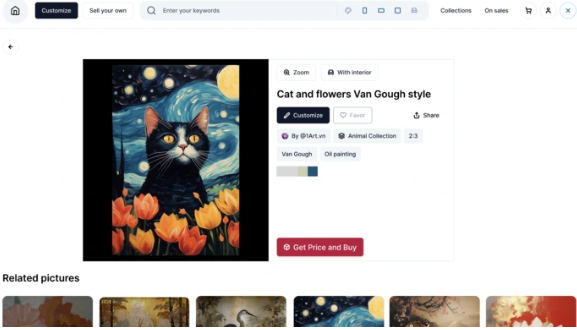 Customize
Sell your own
Enter your keywords
Collections
On sales
Zoom
With interior
Cat and flowers Van Gough style
Customize
Favor
Share
By @1Art.vn
Animal Collection
2:3
Van Gough
Oil painting
Get Price and Buy
Related pictures